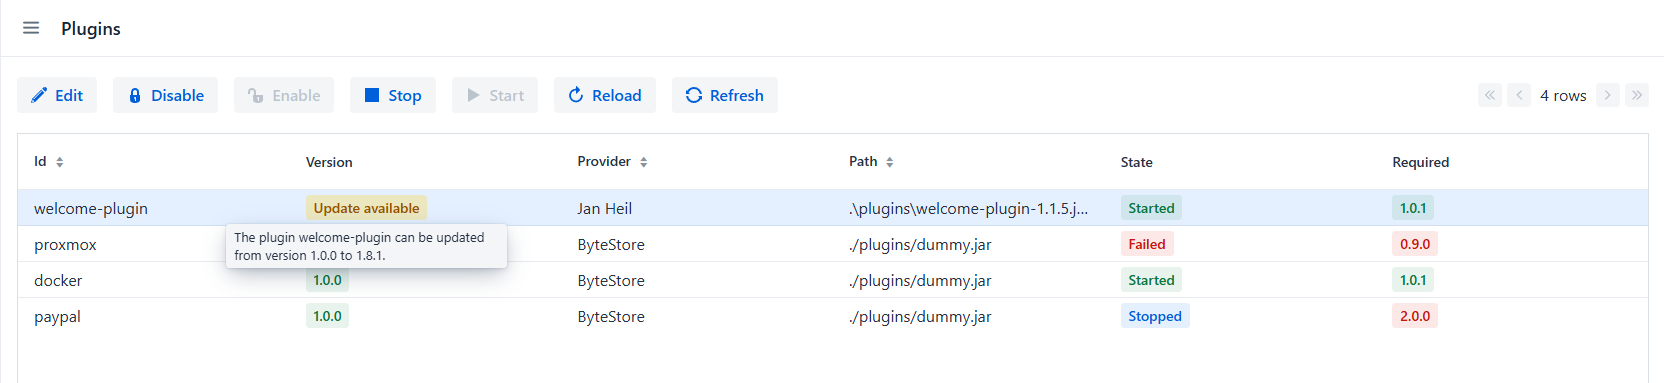 Plugins
Edit Disable Enable Stop Start Reload Refresh 4 rows
Id Version Provider Path State Required
welcome-plugin Update available Jan Heil .\plugins\welcome-plugin-1.1.5.j... Started 1.0.1
The plugin welcome-plugin can be updated
from version 1.0.0 to 1.8.1.
proxmox ByteStore ./plugins/dummy.jar Failed 0.9.0
docker 1.0.0 ByteStore ./plugins/dummy.jar Started 1.0.1
paypal 1.0.0 ByteStore ./plugins/dummy.jar Stopped 2.0.0